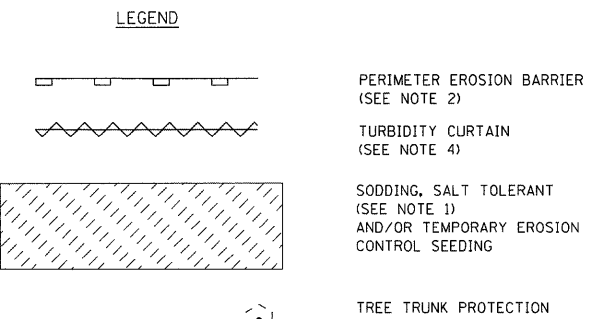 LEGEND
PERIMETER EROSION BARRIER
(SEE NOTE 2)
TURBIDITY CURTAIN
(SEE NOTE 4)
SODDING, SALT TOLERANT
(SEE NOTE 1)
AND/OR TEMPORARY EROSION
CONTROL SEEDING
TREE TRUNK PROTECTION